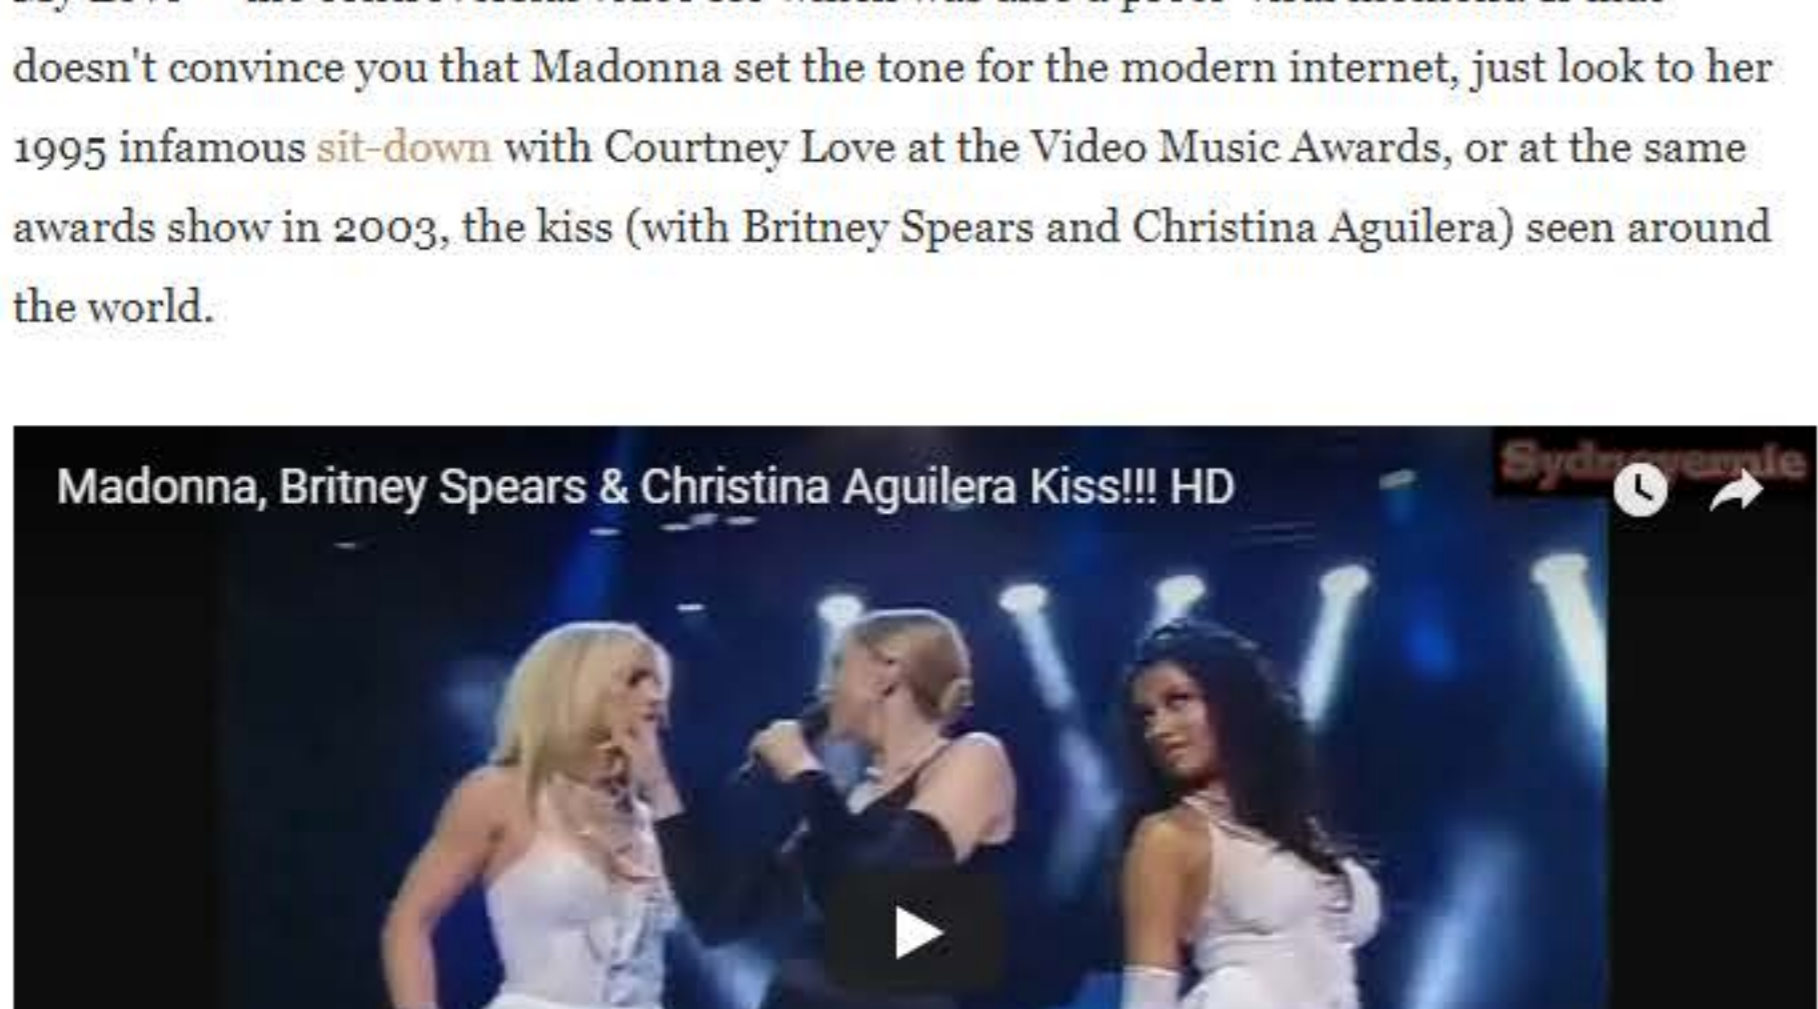 doesn't convince you that Madonna set the tone for the modern internet, just look to her
1995 infamous sit-down with Courtney Love at the Video Music Awards, or at the same
awards show in 2003, the kiss (with Britney Spears and Christina Aguilera) seen around
the world.
Madonna, Britney Spears & Christina Aguilera Kiss!!! HD